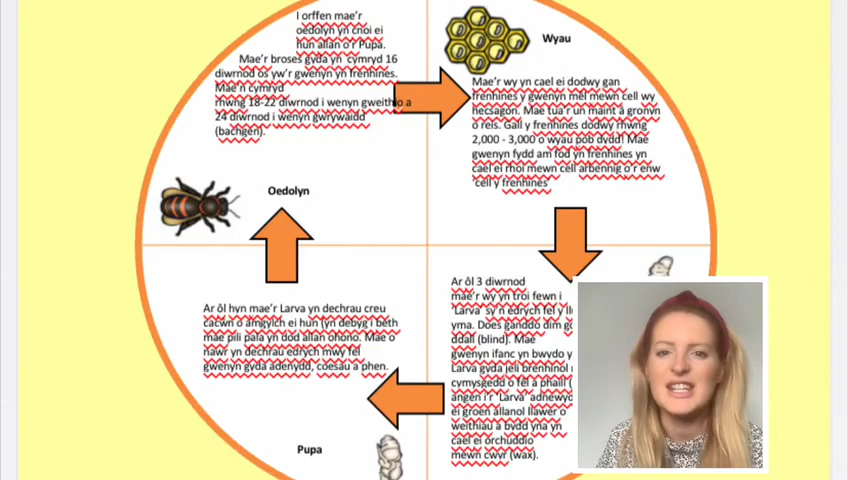 I orffen mae'r
oedolyn yn cnoi ei
hun allan o'r Pupa.
Mae'r broses gyda yn cymryd 16
diwrnod os yw'r gwenyn yn frenhines.
Mae'n cymryd
rhwng 18-22 diwrnod i wenyn gweithio a
24 diwrnod i wenyn gwrywaidd
(bachgen).
Oedolyn
Wyau
Mae'r wy yn cael ei dodwy gan
frenhines y gwenyn mêl mewn cell wy
hecsagon. Mae tua'r un maint â gronyn
o reis. Gall y frenhines dodwy rhwng
2,000 - 3,000 o wyau pob dydd! Mae
gwenyn fydd am fod yn frenhines yn
cael ei rhoi mewn cell arbennig o'r enw
'cell y frenhines'
Ar ôl 3 diwrnod
mae'r wy yn troi fewn i
'Larva' sy'n edrych fel y
yma. Does ganddo dim
ddall (blind). Mae
gwenyn ifanc yn bwydo y
Larva gyda jeli brenhinol
cymysgedd o fêl a phaill (
angen i'r 'Larva' adnewyd
ei groen allanol llawer o
weithiau a bydd yna yn
cael ei orchuddio
mewn cwyr (wax).
Ar ôl hyn mae'r Larva yn dechrau creu
cacwn o amgylch ei hun (yn debyg i beth
mae pili pala yn dod allan ohono. Mae o
nawr yn dechrau edrych mwy fel
gwenyn gyda adenydd, coesau a phen.
Pupa